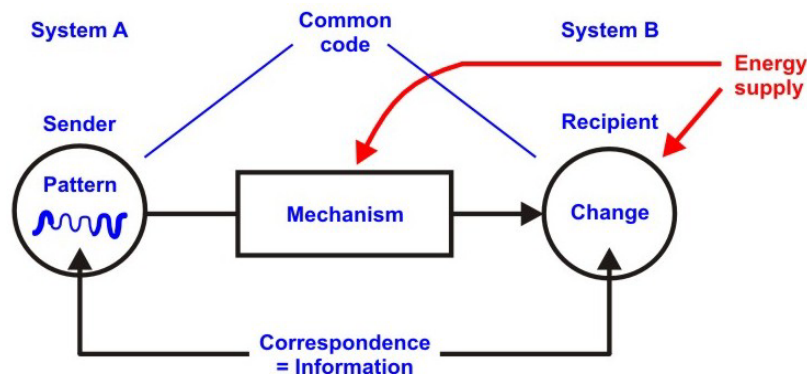 System A
Common
code
System B
Energy
supply
Sender
Recipient
Pattern
Mechanism
Change
Correspondence
= Information